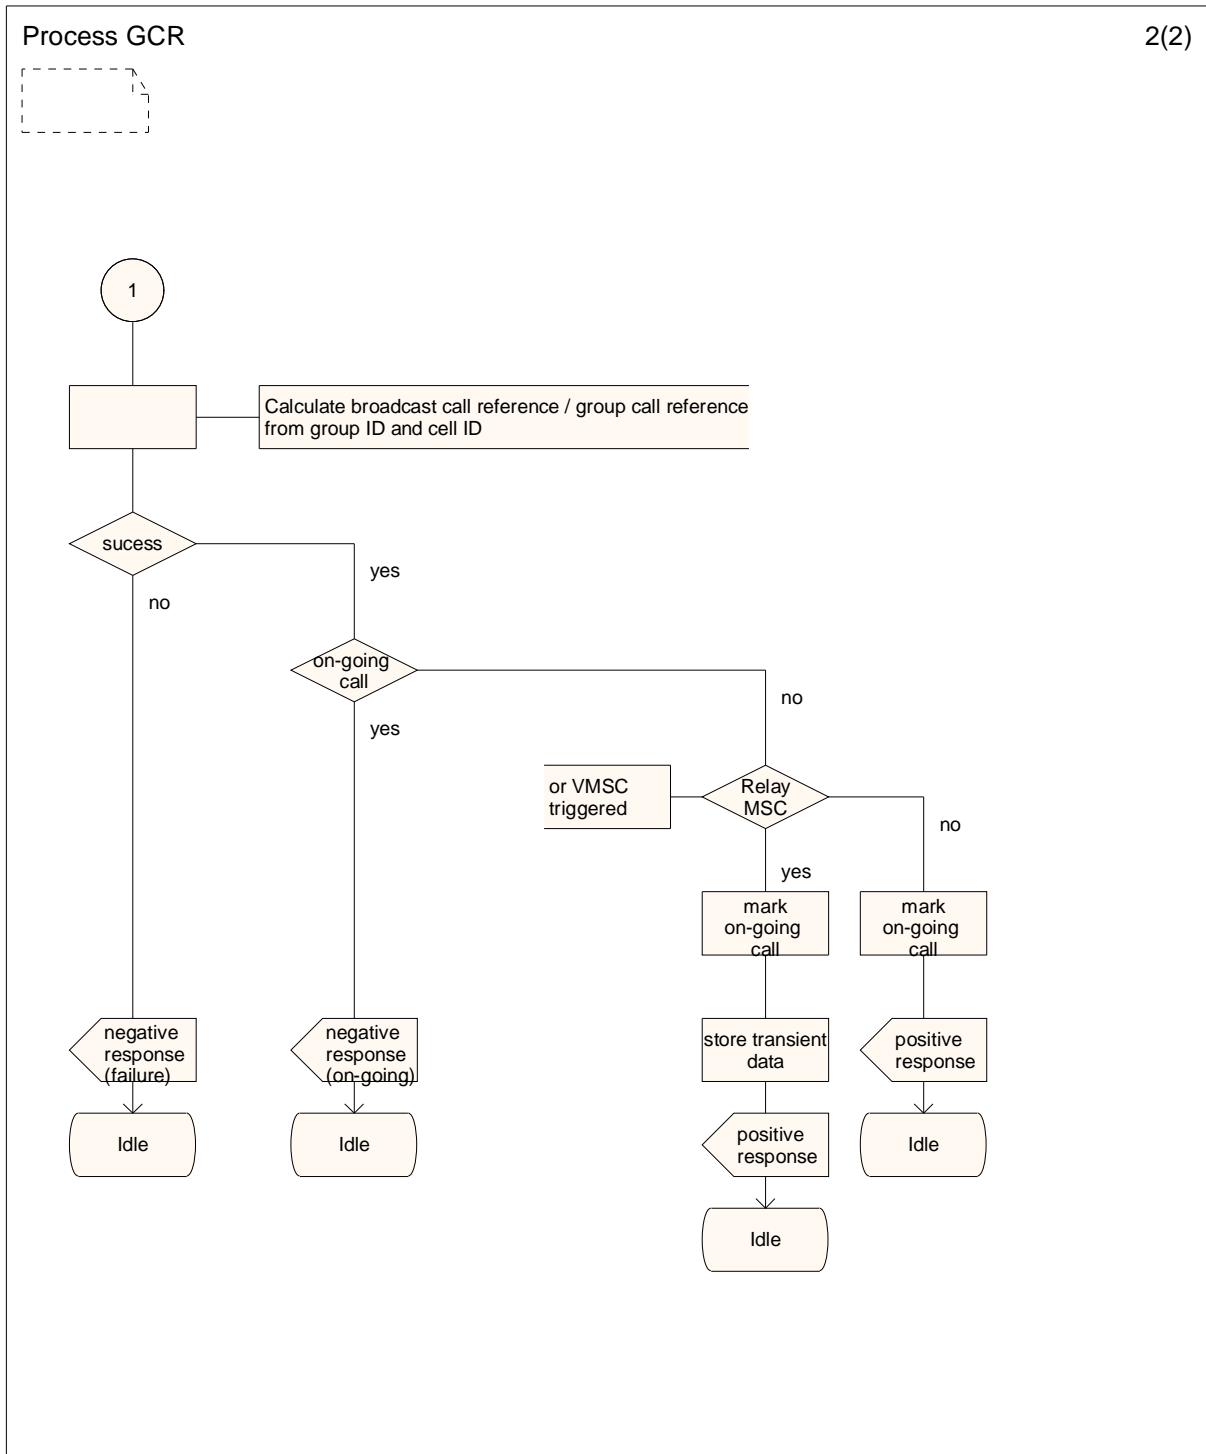 Process GCR
2(2)
1
Calculate broadcast call reference / group call reference
from group ID and cell ID
sucess
yes
no
on-going
call
no
yes
or VMSC
triggered
Relay
MSC
no
yes
mark
on-going
call
mark
on-going
call
negative
response
(failure)
negative
response
(on-going)
store transient
data
positive
response
Idle
Idle
positive
response
Idle
Idle